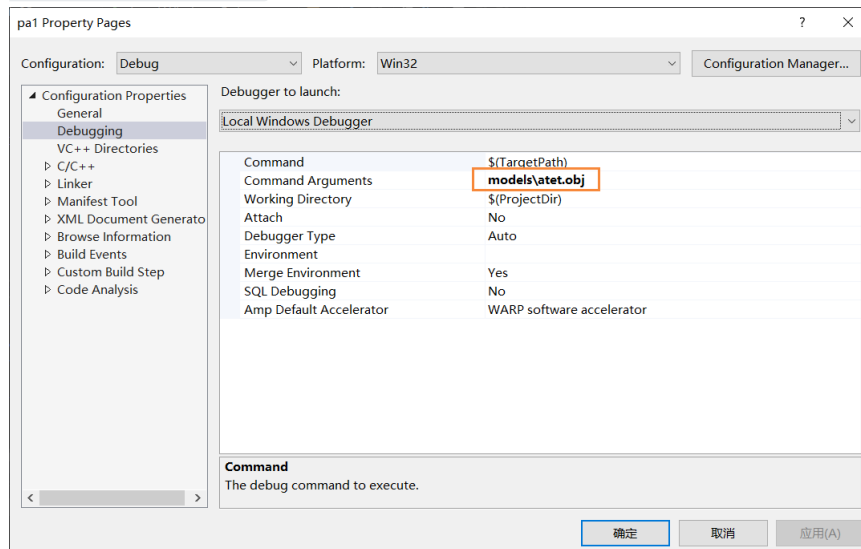 pa1 Property Pages ? ×
Configuration: Debug Platform: Win32 Configuration Manager...
Configuration Properties
General
Debugging
VC++ Directories
C/C++
Linker
Manifest Tool
XML Document Generato
Browse Information
Build Events
Custom Build Step
Code Analysis
Debugger to launch:
Local Windows Debugger
Command $(TargetPath)
Command Arguments models\atet.obj
Working Directory $(ProjectDir)
Attach No
Debugger Type Auto
Environment
Merge Environment Yes
SQL Debugging No
Amp Default Accelerator WARP software accelerator
Command
The debug command to execute.
确定 取消 应用(A)